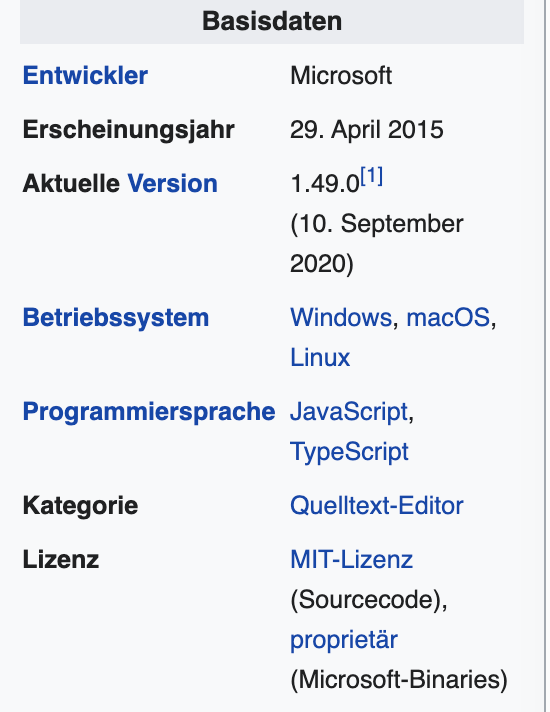 Basisdaten
Entwickler Microsoft
Erscheinungsjahr 29. April 2015
Aktuelle Version 1.49.0[1]
(10. September
2020)
Betriebssystem Windows, macOS,
Linux
Programmiersprache JavaScript,
TypeScript
Kategorie Quelltext-Editor
Lizenz MIT-Lizenz
(Sourcecode),
proprietär
(Microsoft-Binaries)